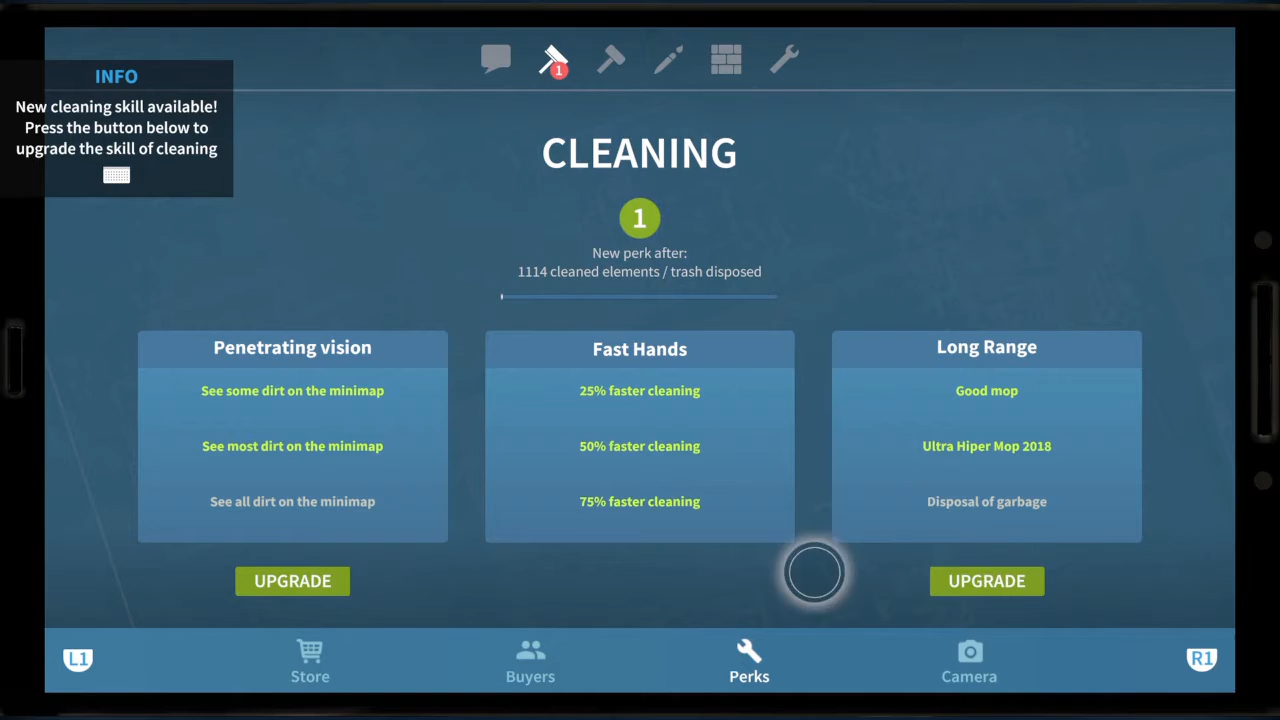 INFO
New cleaning skill available!
Press the button below to
upgrade the skill of cleaning
1
CLEANING
1
New perk after:
1114 cleaned elements / trash disposed
Penetrating vision
See some dirt on the minimap
See most dirt on the minimap
See all dirt on the minimap
UPGRADE
Fast Hands
25% faster cleaning
50% faster cleaning
75% faster cleaning
Long Range
Good mop
Ultra Hiper Mop 2018
Disposal of garbage
UPGRADE
L1
Store
Buyers
Perks
Camera
R1